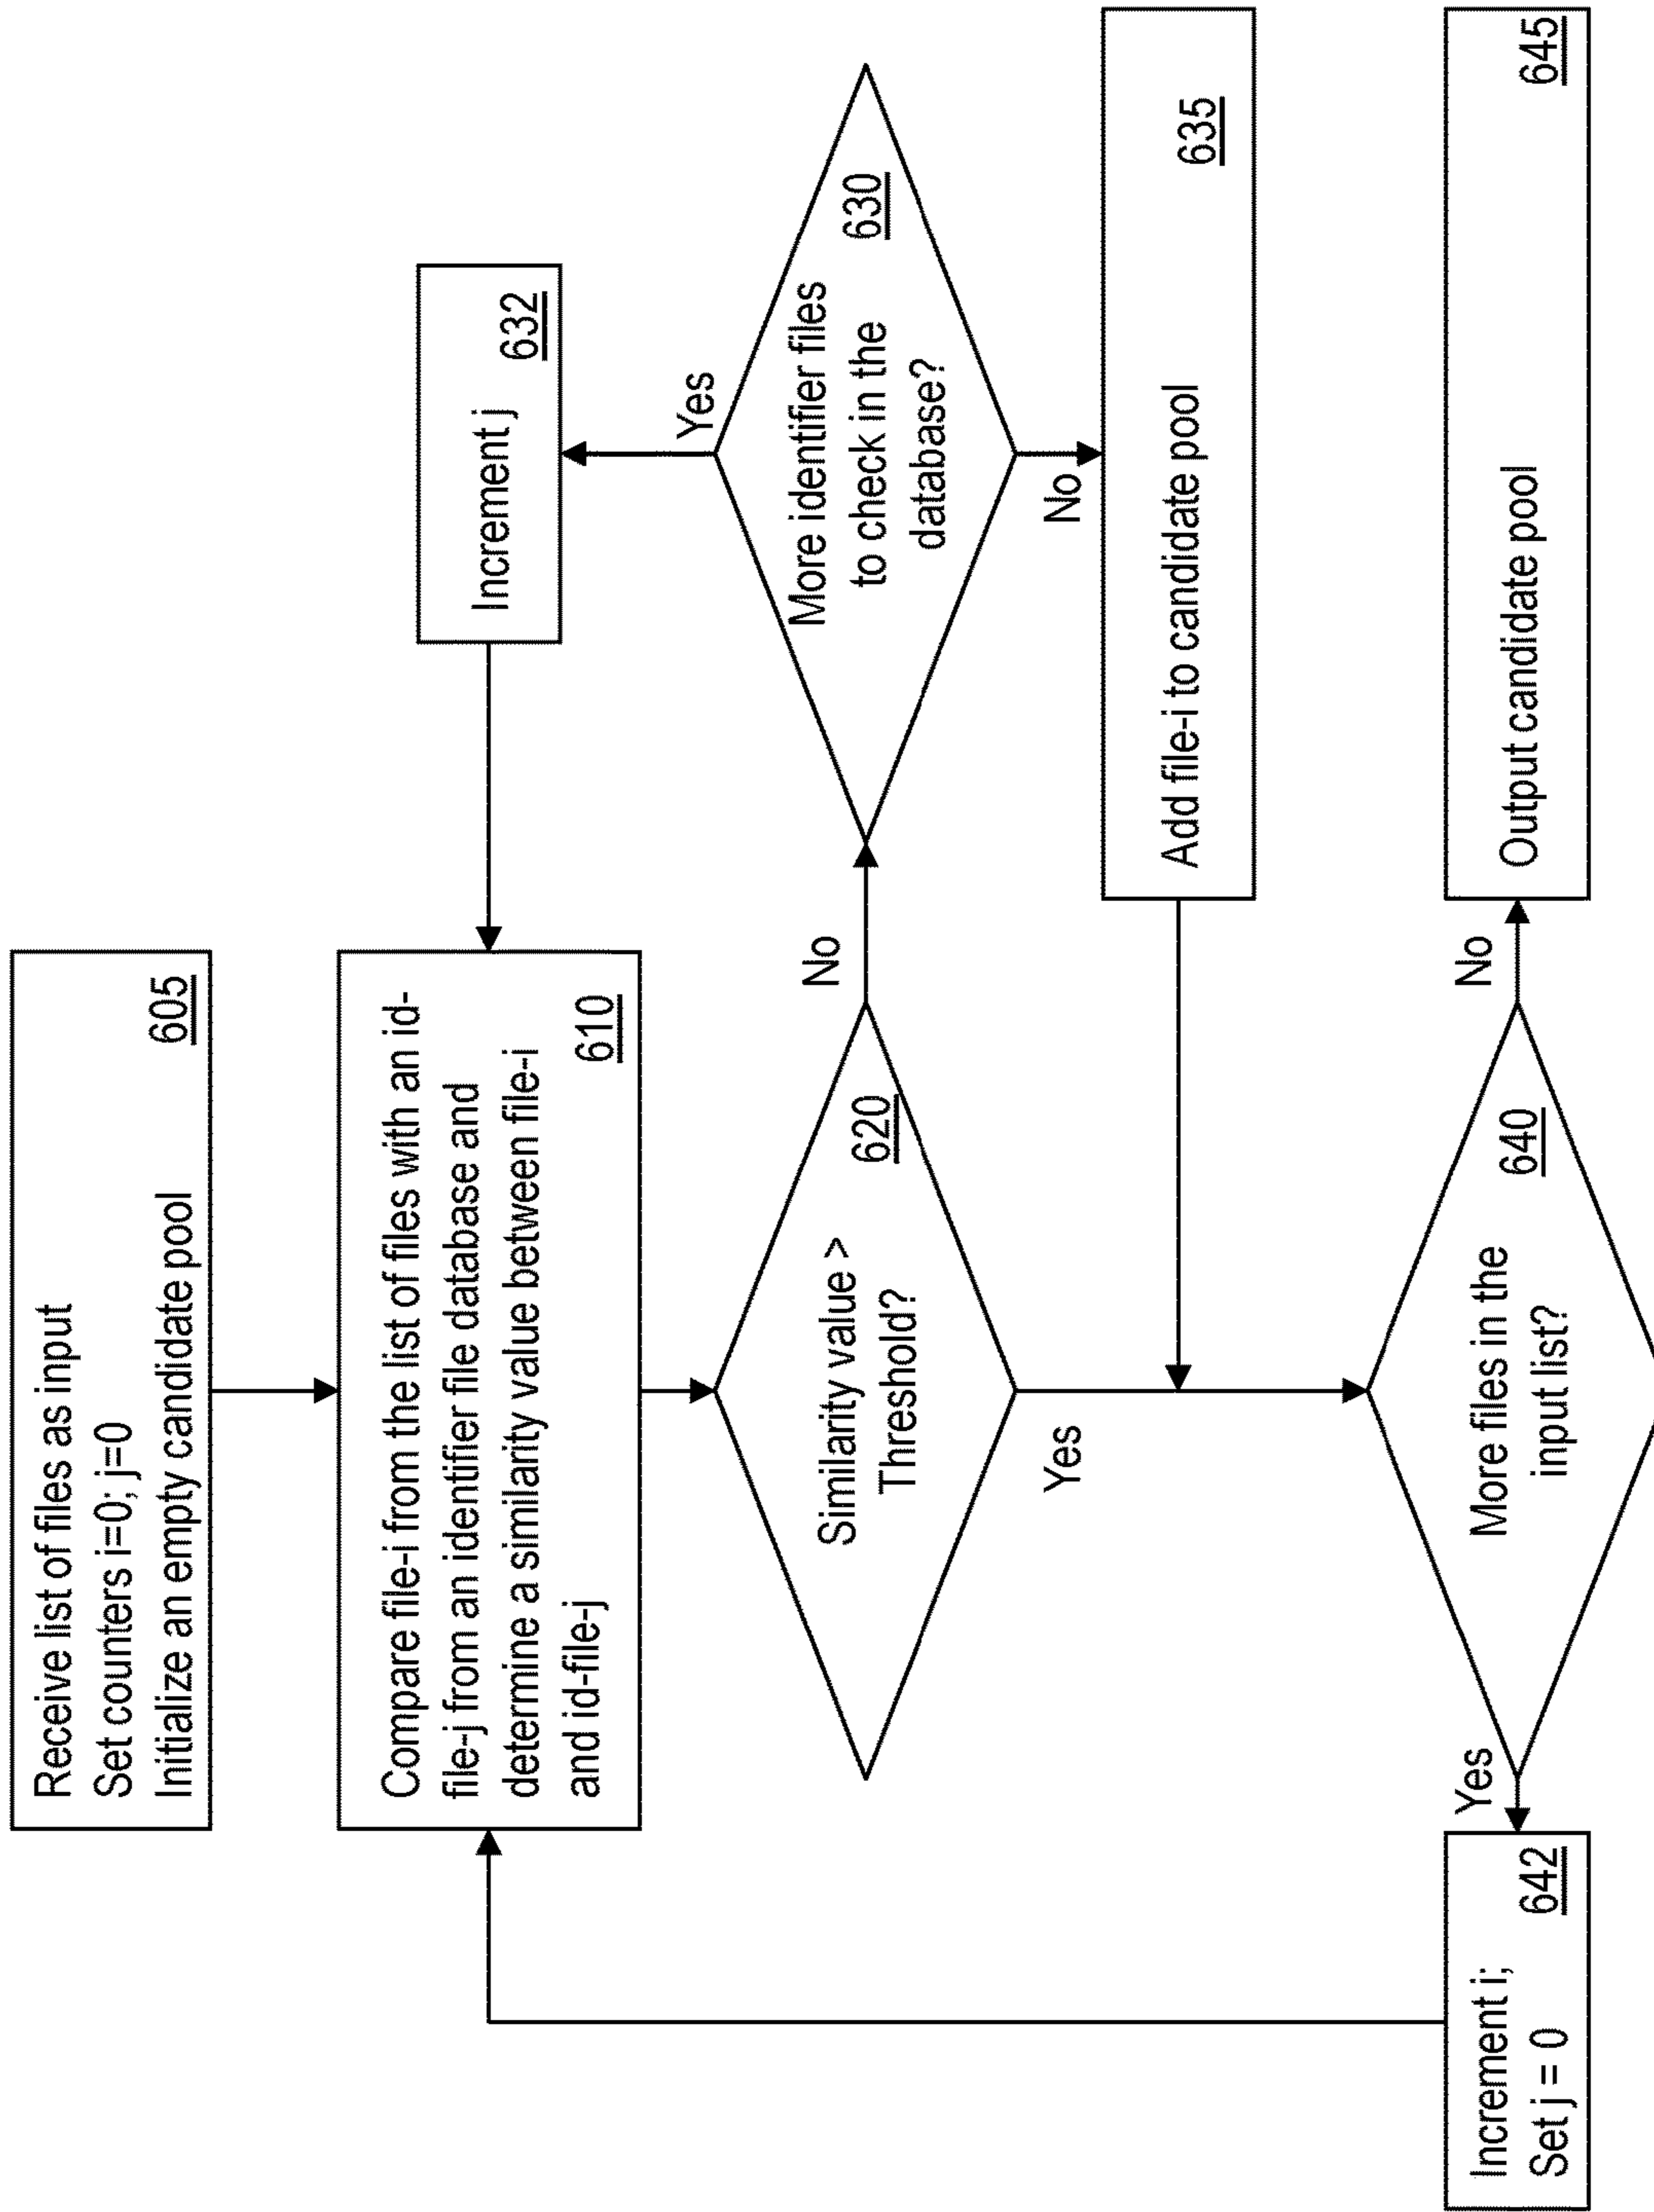 Receive list of files as input
Set counters i=0; j=0
Initialize an empty candidate pool
605
Compare file-i from the list of files with an id-
file-j from an identifier file database and
determine a similarity value between file-i
and id-file-j
610
Increment j
632
Similarity value >
Threshold?
620
No
Yes
More identifier files
to check in the
database?
630
Yes
No
Add file-i to candidate pool
635
More files in the
input list?
640
Yes
No
Increment i;
Set j = 0
642
Output candidate pool
645